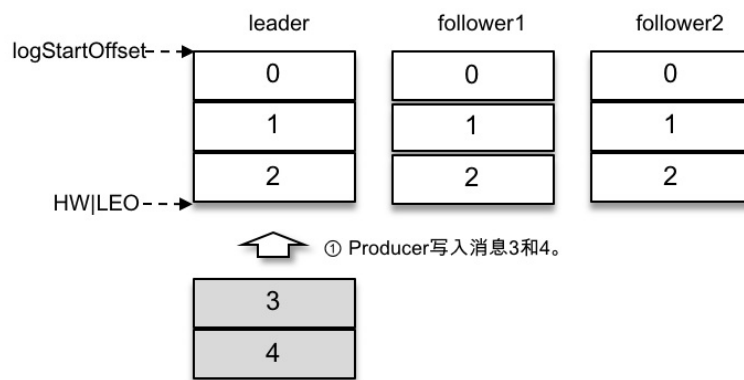 leader follower1 follower2
logStartOffset
0 0 0
1 1 1
2 2 2
HW|LEO
① Producer写入消息3和4。
3
4